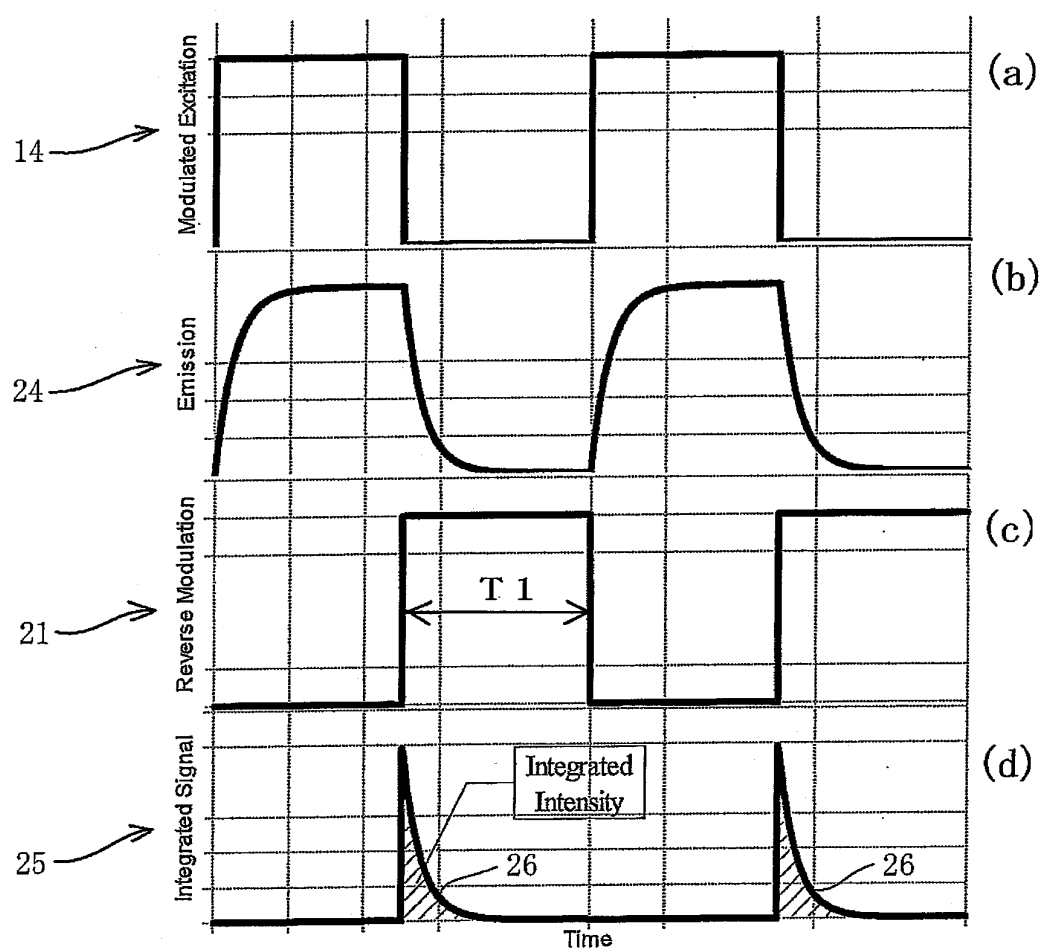 (a)
Modulated Excitation
14
(b)
Emission
24
(c)
Reverse Modulation
T 1
21
(d)
Integrated Signal
Integrated
Intensity
25
26
26
Time